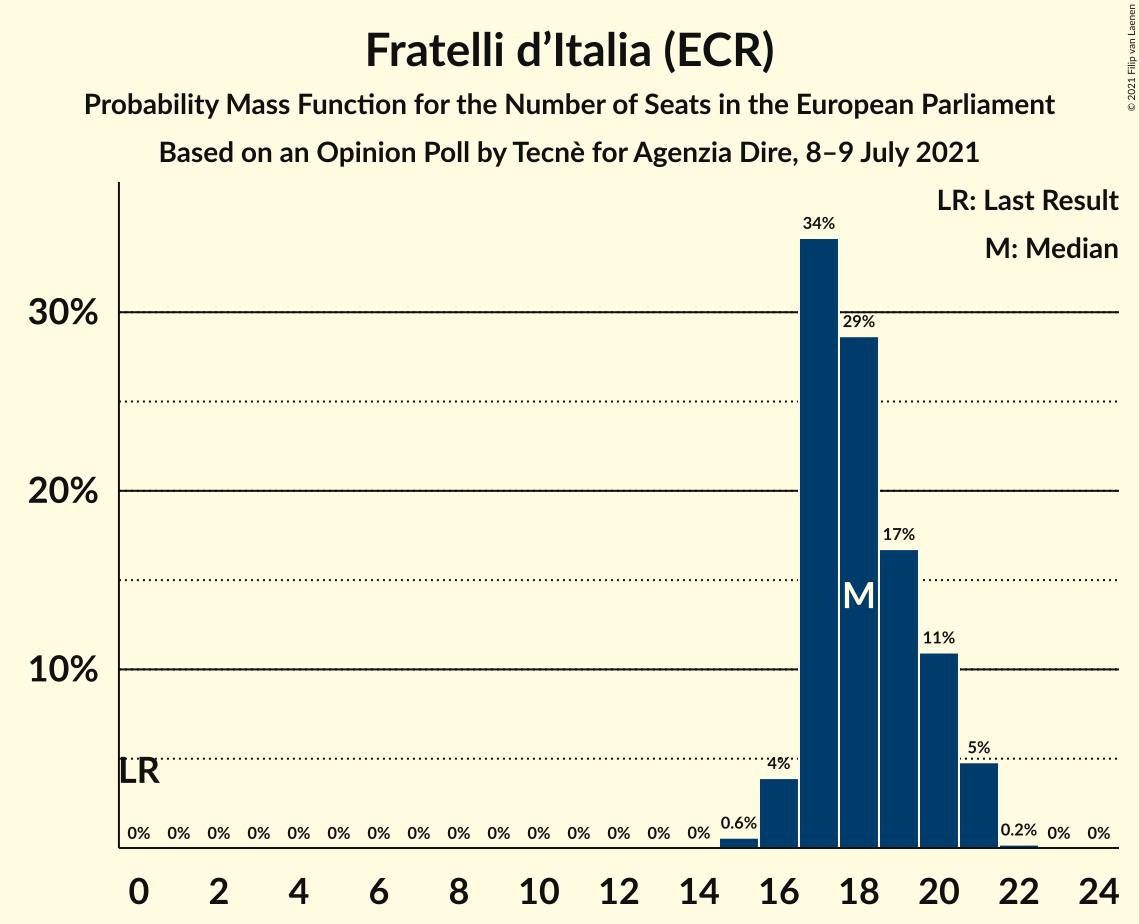 Fratelli d’Italia (ECR)
Probability Mass Function for the Number of Seats in the European Parliament
Based on an Opinion Poll by Tecnè for Agenzia Dire, 8–9 July 2021
© 2021 Filip van Laenen
LR: Last Result
M: Median
34%
30%
29%
20%
17%
M
11%
10%
5%
4%
LR
0% 0% 0% 0% 0% 0% 0% 0% 0% 0% 0% 0% 0% 0% 0% 0.6% 0.2% 0% 0%
0 2 4 6 8 10 12 14 16 18 20 22 24